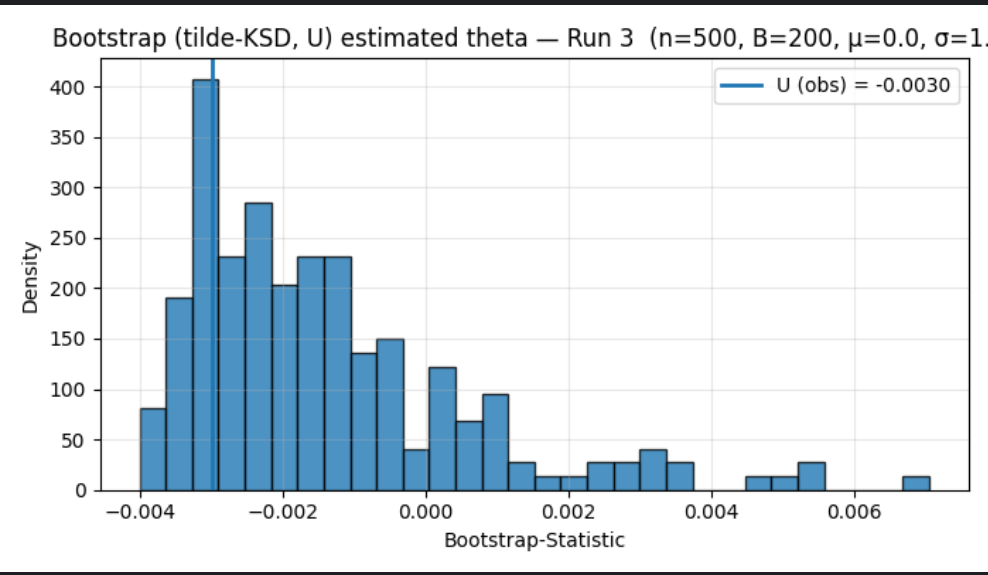 Bootstrap (tilde-KSD, U) estimated theta — Run 3 (n=500, B=200, μ=0.0, σ=1.
U (obs) = -0.0030
400
350
300
250
200
150
100
50
0
Density
−0.004 −0.002 0.000 0.002 0.004 0.006
Bootstrap-Statistic